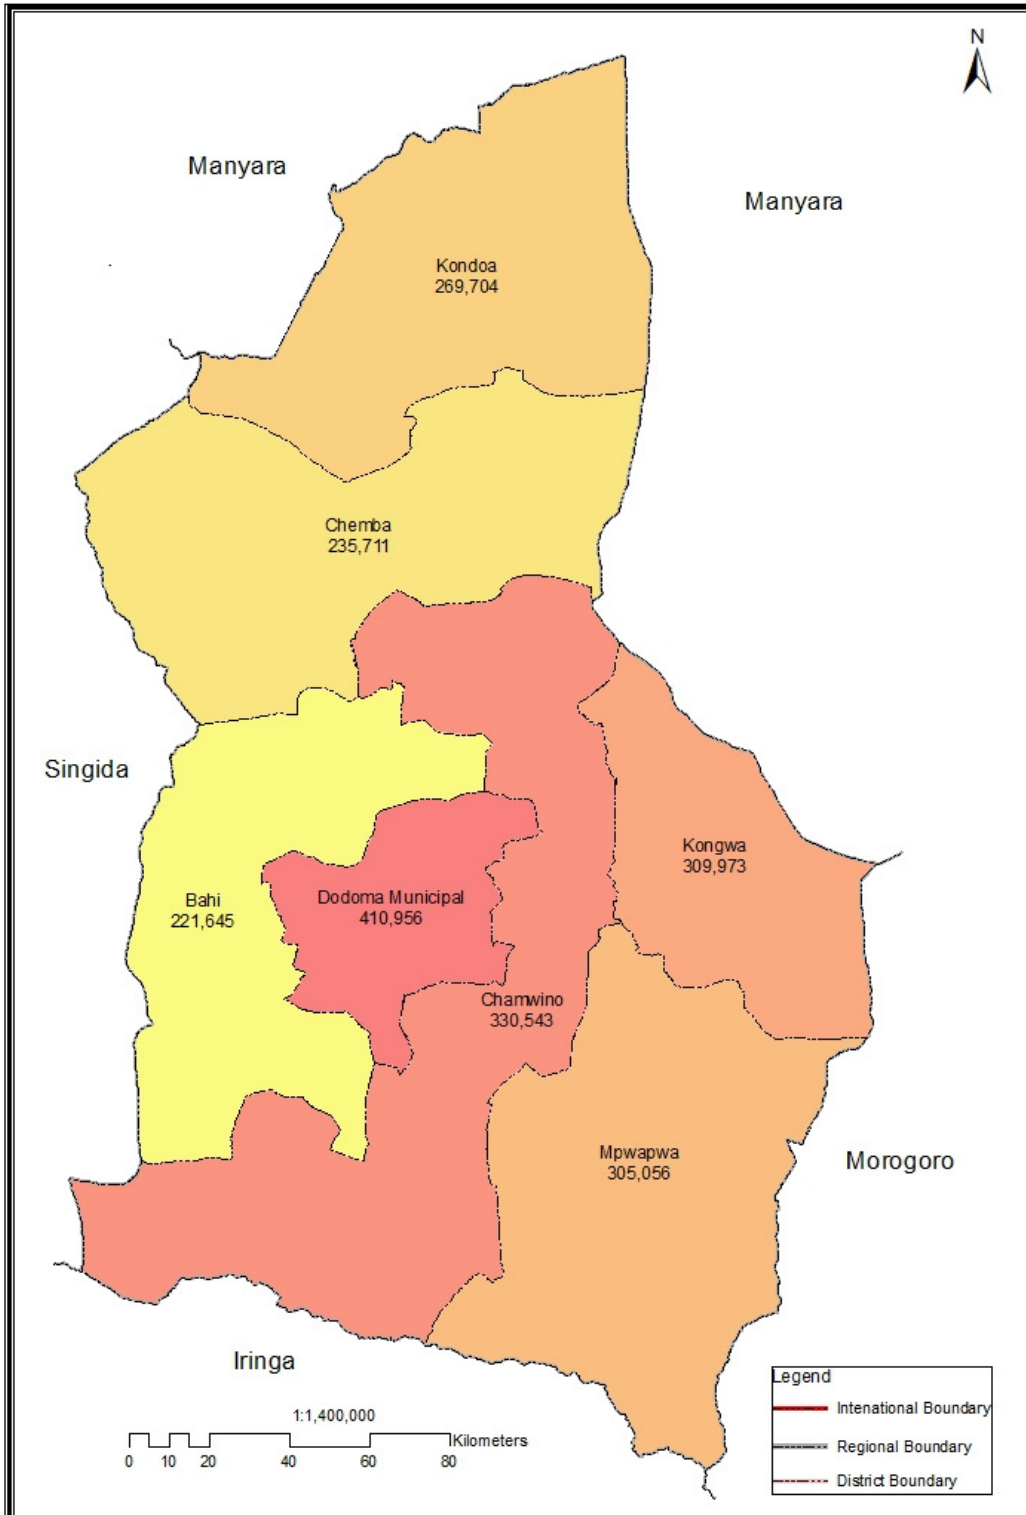 N
Manyara
Manyara
Kondoa
269,704
Chemba
235,711
Singida
Kongwa
309,973
Bahi
221,645
Dodoma Municipal
410,956
Chamwino
330,543
Mpwapwa
305,056
Morogoro
Iringa
Legend
Intenational Boundary
Regional Boundary
District Boundary
1:1,400,000
Kilometers
0 10 20 40 60 80